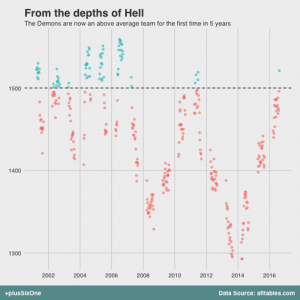 From the depths of Hell
The Demons are now an above average team for the first time in 5 years
1500
1400
1300
2002 2004 2006 2008 2010 2012 2014 2016
+plusSixOne Data Source: afltables.com